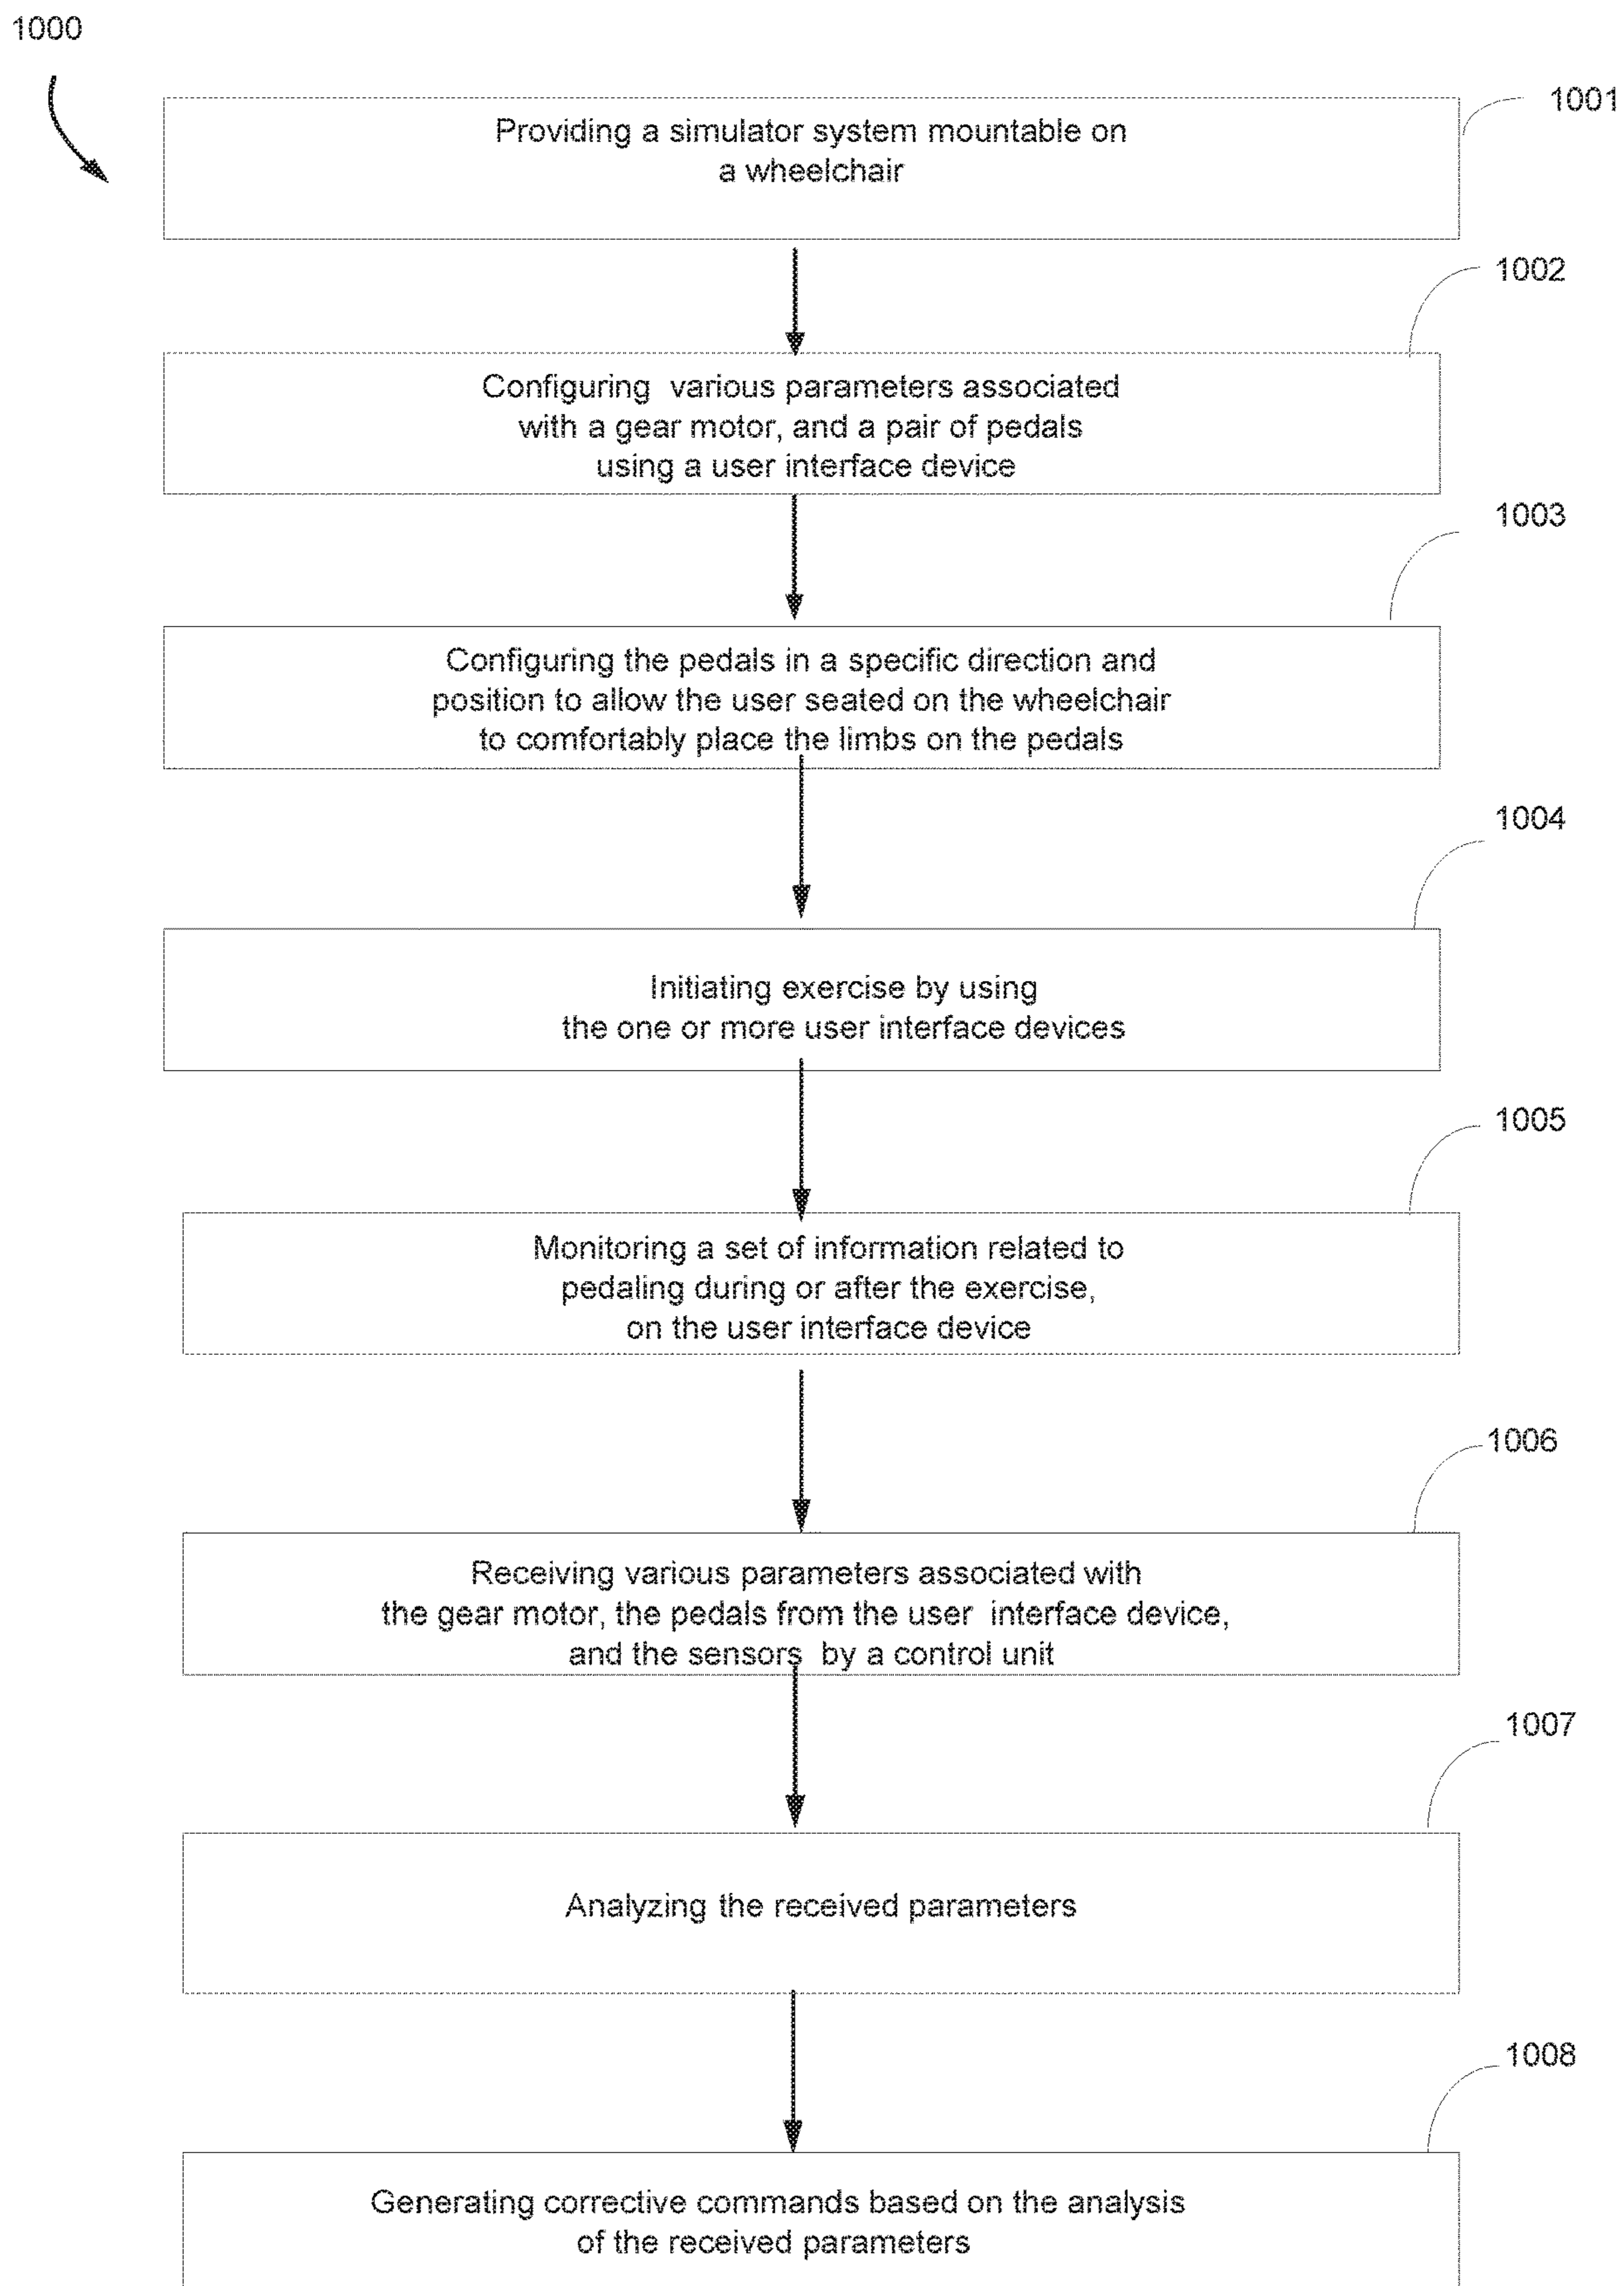 1000
1001
Providing a simulator system mountable on
a wheelchair
1002
Configuring various parameters associated
with a gear motor, and a pair of pedals
using a user interface device
1003
Configuring the pedals in a specific direction and
position to allow the user seated on the wheelchair
to comfortably place the limbs on the pedals
1004
Initiating exercise by using
the one or more user interface devices
1005
Monitoring a set of information related to
pedaling during or after the exercise,
on the user interface device
1006
Receiving various parameters associated with
the gear motor, the pedals from the user interface device,
and the sensors by a control unit
1007
Analyzing the received parameters
1008
Generating corrective commands based on the analysis
of the received parameters